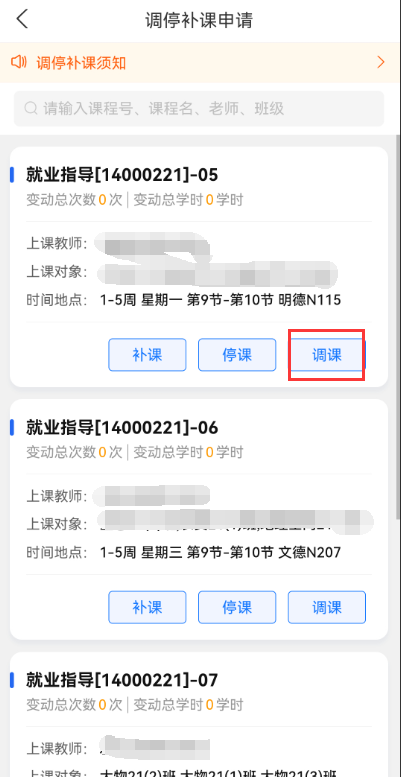 调停补课申请
调停补课须知
请输入课程号、课程名、老师、班级
就业指导[14000221]-05
变动总次数0次 | 变动总学时0学时
上课教师:
上课对象:
时间地点: 1-5周 星期一 第9节-第10节 明德N115
补课 停课 调课
就业指导[14000221]-06
变动总次数0次 | 变动总学时0学时
上课教师:
上课对象:
时间地点: 1-5周 星期三 第9节-第10节 文德N207
补课 停课 调课
就业指导[14000221]-07
变动总次数0次 | 变动总学时0学时
上课教师:
上课对象: 大物21(2)班,大物21(1)班,大物21(3)班